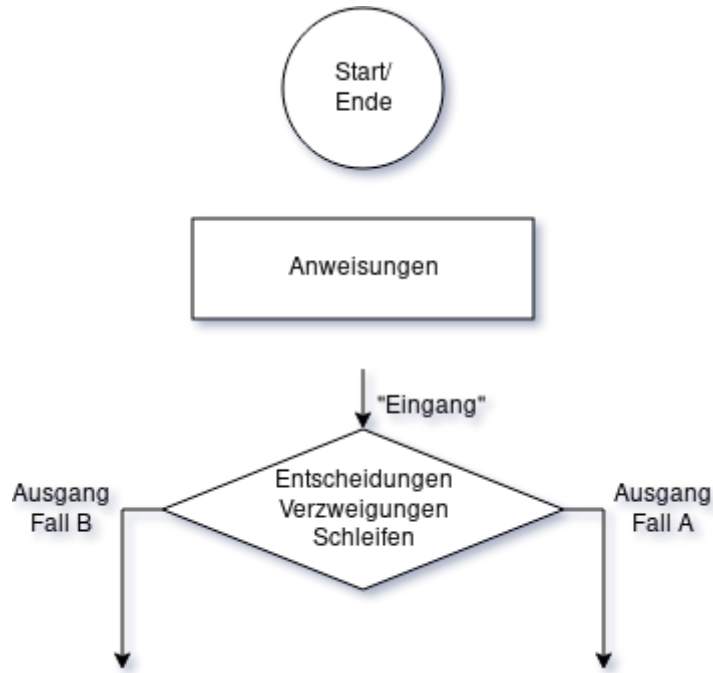 Start/
Ende
Anweisungen
"Eingang"
Entscheidungen
Verzweigungen
Schleifen
Ausgang
Fall B
Ausgang
Fall A